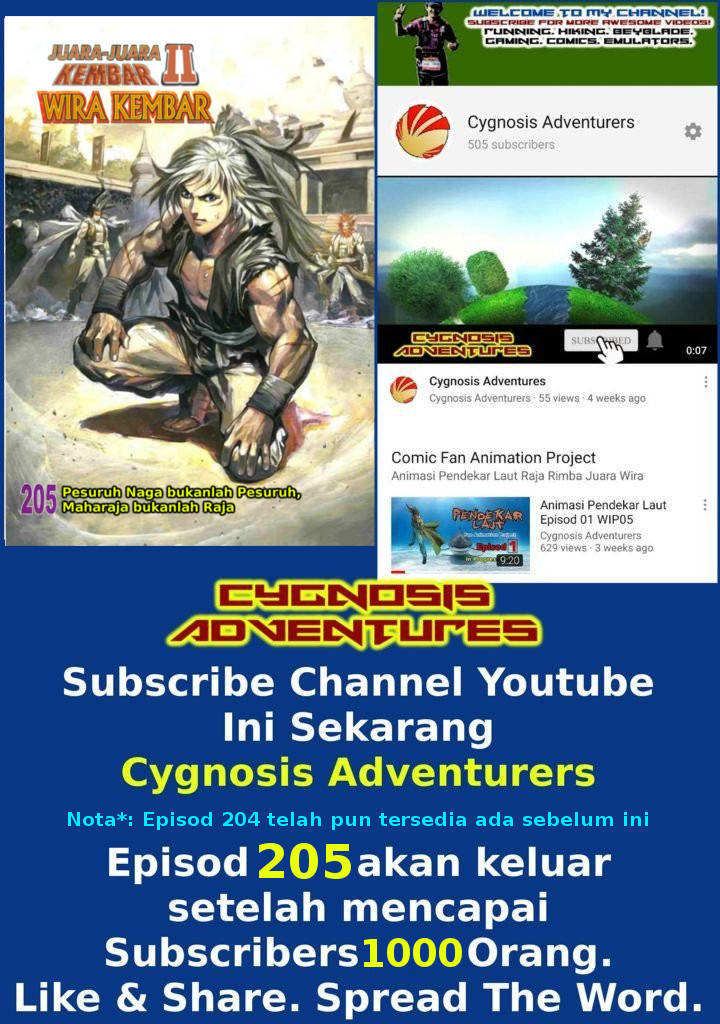 JUARA-JUARA
KEMBAR II
WIRA KEMBAR
205 Pesuruh Naga bukanlah Pesuruh,
Maharaja bukanlah Raja
WELCOME TO MY CHANNEL!
SUBSCRIBE FOR MORE AWESOME VIDEOS!
RUNNING. HIKING. BEYBLADE.
GAMING. COMICS. EMULATORS.
Cygnosis Adventurers
505 subscribers
CYGNOSIS
ADVENTURES
SUBSCRIBED
0:07
Cygnosis Adventures
Cygnosis Adventurers · 55 views · 4 weeks ago
Comic Fan Animation Project
Animasi Pendekar Laut Raja Rimba Juara Wira
PENDEKAR
LAUT
Fan Animation Project
Episod 1
9:20
Animasi Pendekar Laut
Episod 01 WIP05
Cygnosis Adventurers
629 views · 3 weeks ago
CYGNOSIS
ADVENTURES
Subscribe Channel Youtube
Ini Sekarang
Cygnosis Adventurers
Nota*: Episod 204 telah pun tersedia ada sebelum ini
Episod 205 akan keluar
setelah mencapai
Subscribers 1000 Orang.
Like & Share. Spread The Word.